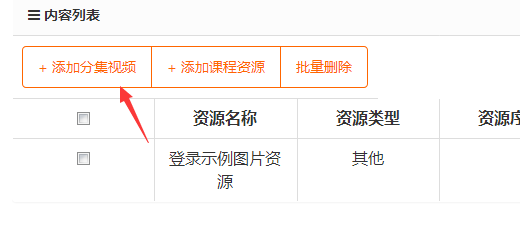 内容列表
+ 添加分集视频 + 添加课程资源 批量删除
资源名称 资源类型 资源序
登录示例图片资 其他
源